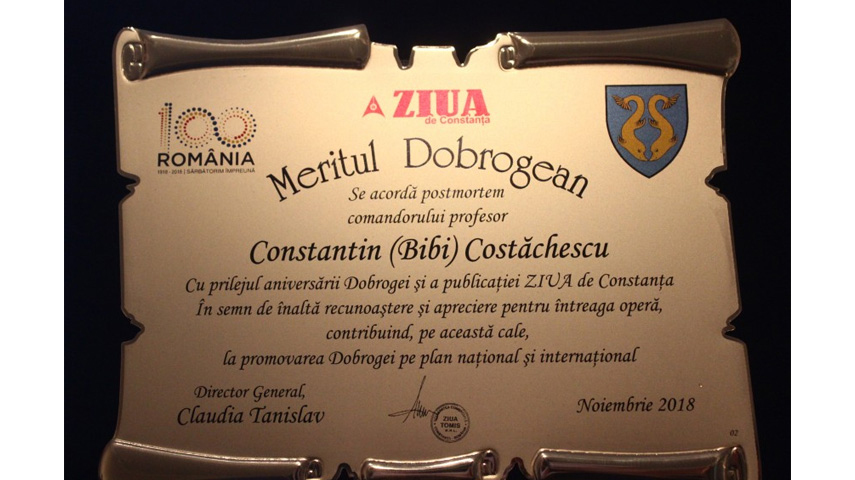 ZIUA
de Constanța
100
ROMÂNIA
1918 - 2018 | SĂRBĂTORIM ÎMPREUNĂ
Meritul Dobrogean
Se acordă postmortem
comandorului profesor
Constantin (Bibi) Costăchescu
Cu prilejul aniversării Dobrogei și a publicației ZIUA de Constanța
În semn de înaltă recunoaștere și apreciere pentru întreaga operă,
contribuind, pe această cale,
la promovarea Dobrogei pe plan național și internațional
Director General,
Claudia Tanislav
ZIUA
TOMIS
Noiembrie 2018
02